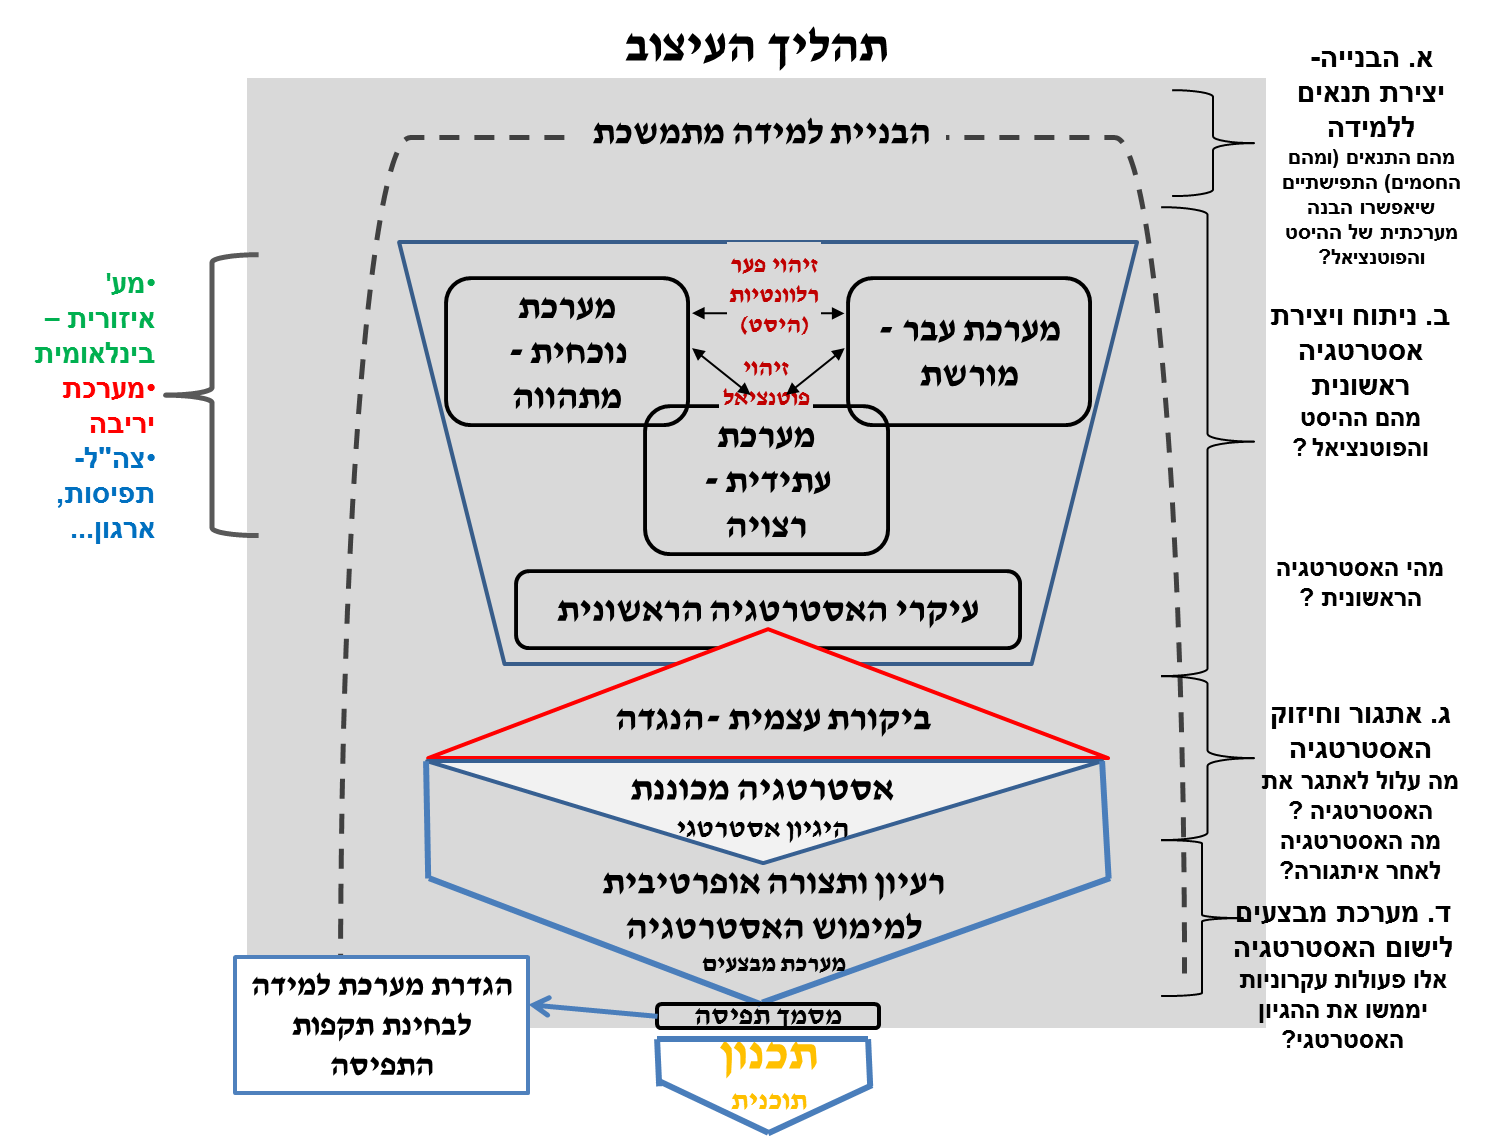 תהליך העיצוב
א. הבנייה-
יצירת תנאים
ללמידה
מהם התנאים (ומהם
החסמים) התפישתיים
שיאפשרו הבנה
מערכתית של ההיסט
והפוטנציאל?
הבניית למידה מתמשכת
זיהוי פער
רלוונטיות
(היסט)
מערכת עבר -
מורשת
מערכת
נוכחית -
מתהווה
זיהוי
פוטנציאל
מערכת
עתידית -
רצויה
ב. ניתוח ויצירת
אסטרטגיה
ראשונית
מהם ההיסט
והפוטנציאל ?
מהי האסטרטגיה
הראשונית ?
•מע'
איזורית –
בינלאומית
•מערכת
יריבה
•צה"ל-
תפיסות,
ארגון...
עיקרי האסטרטגיה הראשונית
ביקורת עצמית -הנגדה
ג. אתגור וחיזוק
האסטרטגיה
מה עלול לאתגר את
האסטרטגיה ?
מה האסטרטגיה
לאחר איתגורה?
אסטרטגיה מכוננת
היגיון אסטרטגי
רעיון ותצורה אופרטיבית
למימוש האסטרטגיה
מערכת מבצעים
ד. מערכת מבצעים
לישום האסטרטגיה
אלו פעולות עקרוניות
יממשו את ההגיון
האסטרטגי?
מסמך תפיסה
הגדרת מערכת למידה
לבחינת תקפות
התפיסה
תכנון
תוכנית